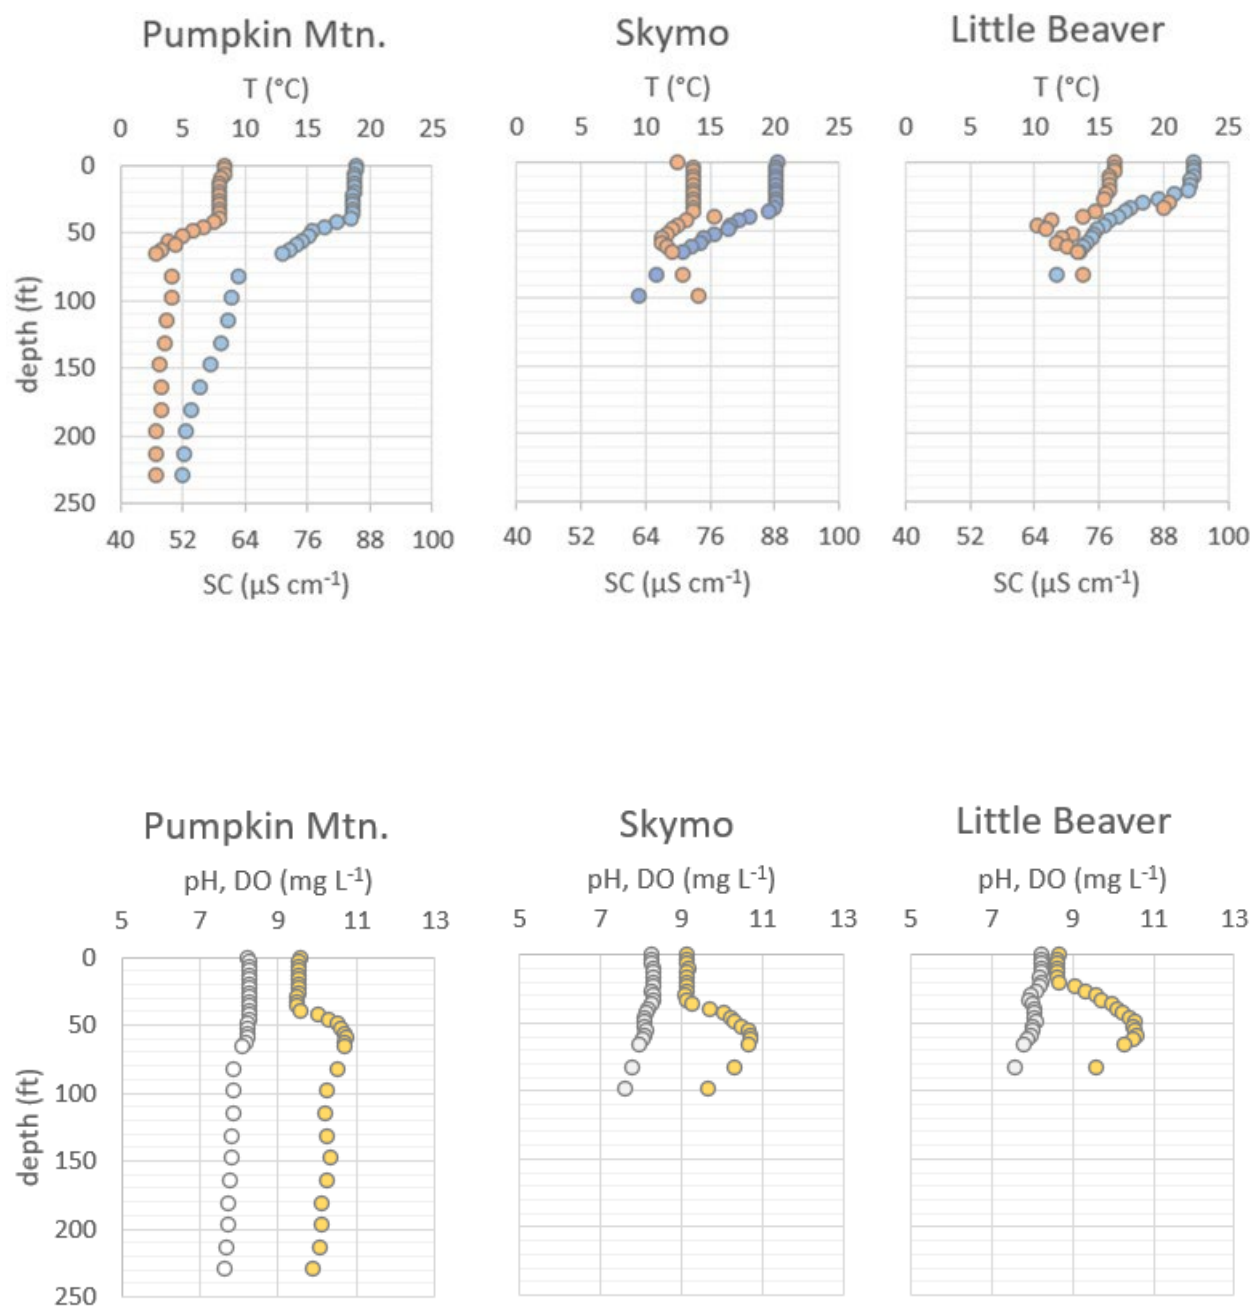 Pumpkin Mtn. Skymo Little Beaver
T (°C) T (°C) T (°C)
0 5 10 15 20 25 0 5 10 15 20 25 0 5 10 15 20 25
0
50
100
150
200
250
depth (ft)
40 52 64 76 88 100 40 52 64 76 88 100 40 52 64 76 88 100
SC (µS cm⁻¹) SC (µS cm⁻¹) SC (µS cm⁻¹)
Pumpkin Mtn. Skymo Little Beaver
pH, DO (mg L⁻¹) pH, DO (mg L⁻¹) pH, DO (mg L⁻¹)
5 7 9 11 13 5 7 9 11 13 5 7 9 11 13
0
50
100
150
200
250
depth (ft)